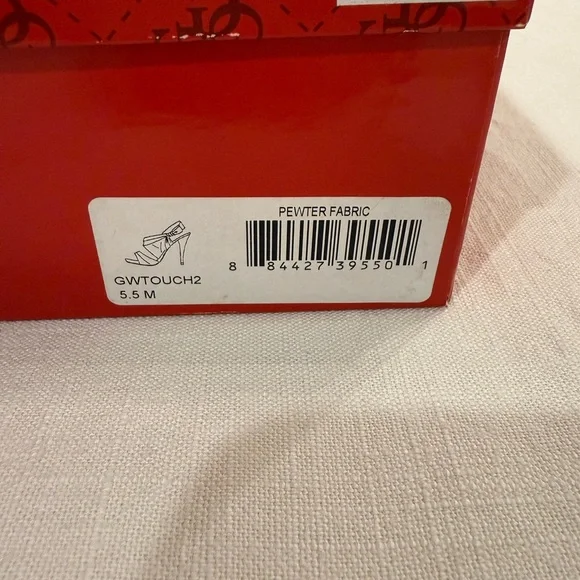 PEWTER FABRIC
8 84427 39550 1
GWTOUCH2
5.5 M